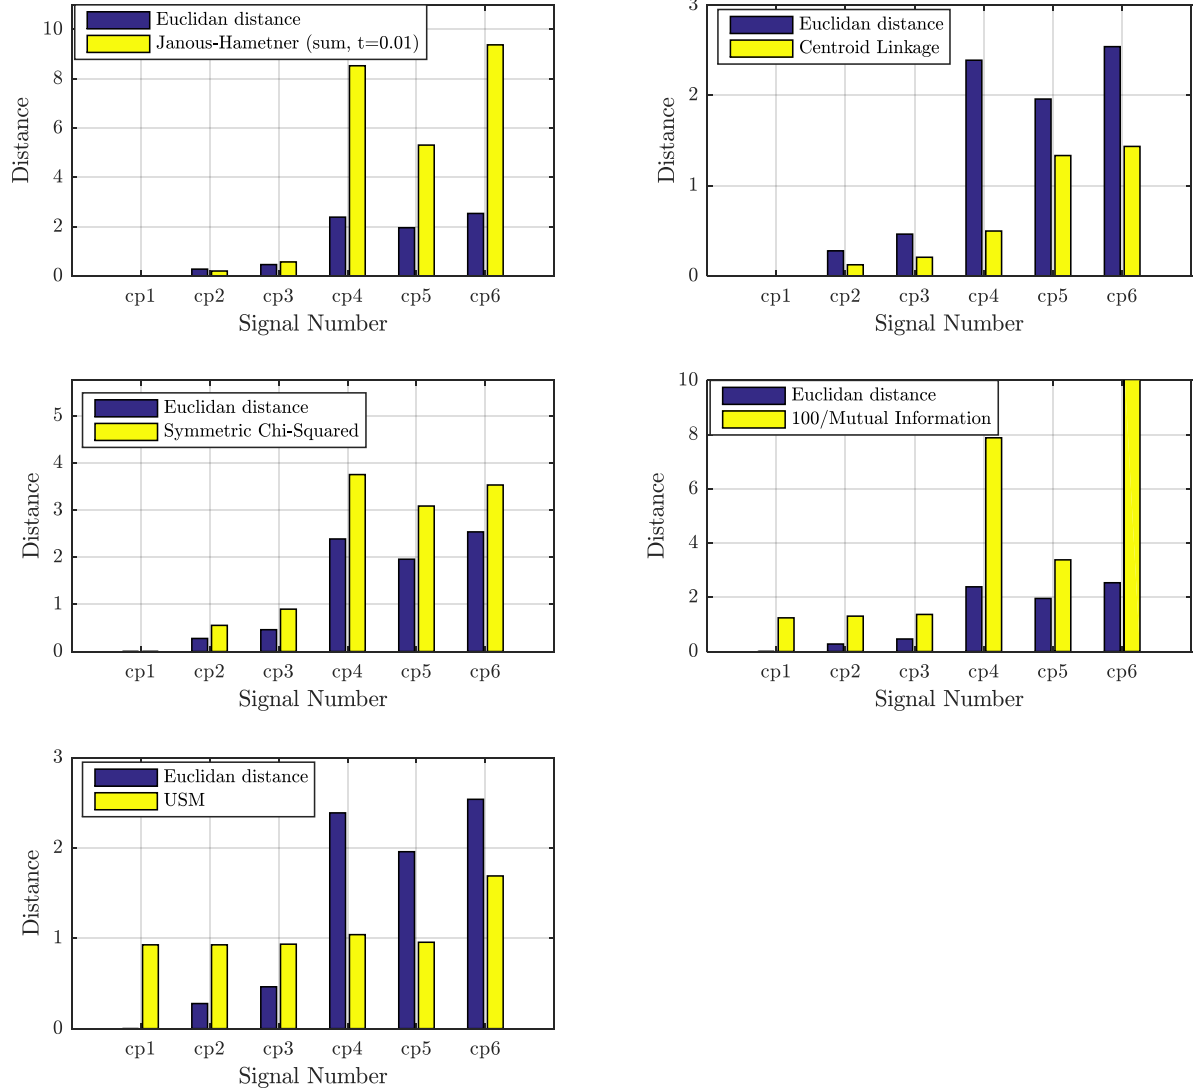 Euclidan distance
Janous-Hametner (sum, t=0.01)
10
8
6
4
2
0
Distance
cp1 cp2 cp3 cp4 cp5 cp6
Signal Number
Euclidan distance
Centroid Linkage
3
2
1
0
Distance
cp1 cp2 cp3 cp4 cp5 cp6
Signal Number
Euclidan distance
Symmetric Chi-Squared
5
4
3
2
1
0
Distance
cp1 cp2 cp3 cp4 cp5 cp6
Signal Number
Euclidan distance
100/Mutual Information
10
8
6
4
2
0
Distance
cp1 cp2 cp3 cp4 cp5 cp6
Signal Number
Euclidan distance
USM
3
2
1
0
Distance
cp1 cp2 cp3 cp4 cp5 cp6
Signal Number